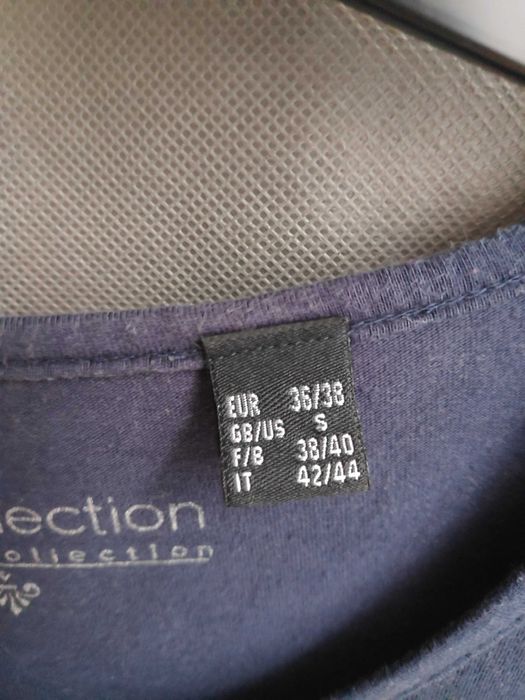 EUR 36/38
GB/US S
F/B 38/40
IT 42/44
ection
ollection